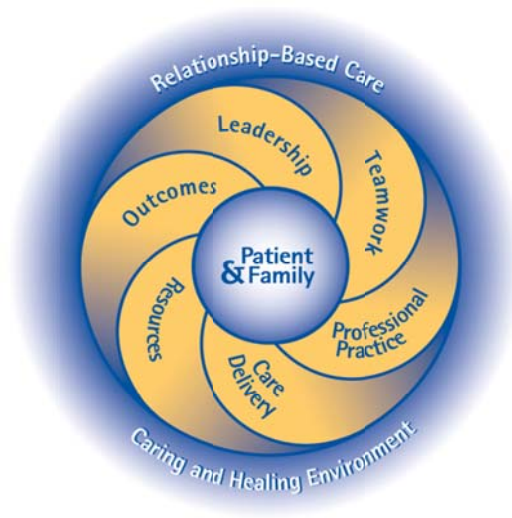 Relationship-Based Care
Leadership
Teamwork
Professional
Practice
Care
Delivery
Resources
Outcomes
Patient
& Family
Caring and Healing Environment